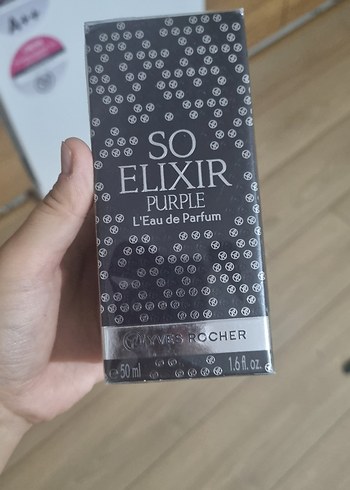 A++
SO
ELIXIR
PURPLE
L'Eau de Parfum
YVES ROCHER
e 50 ml 1.6 fl. oz.